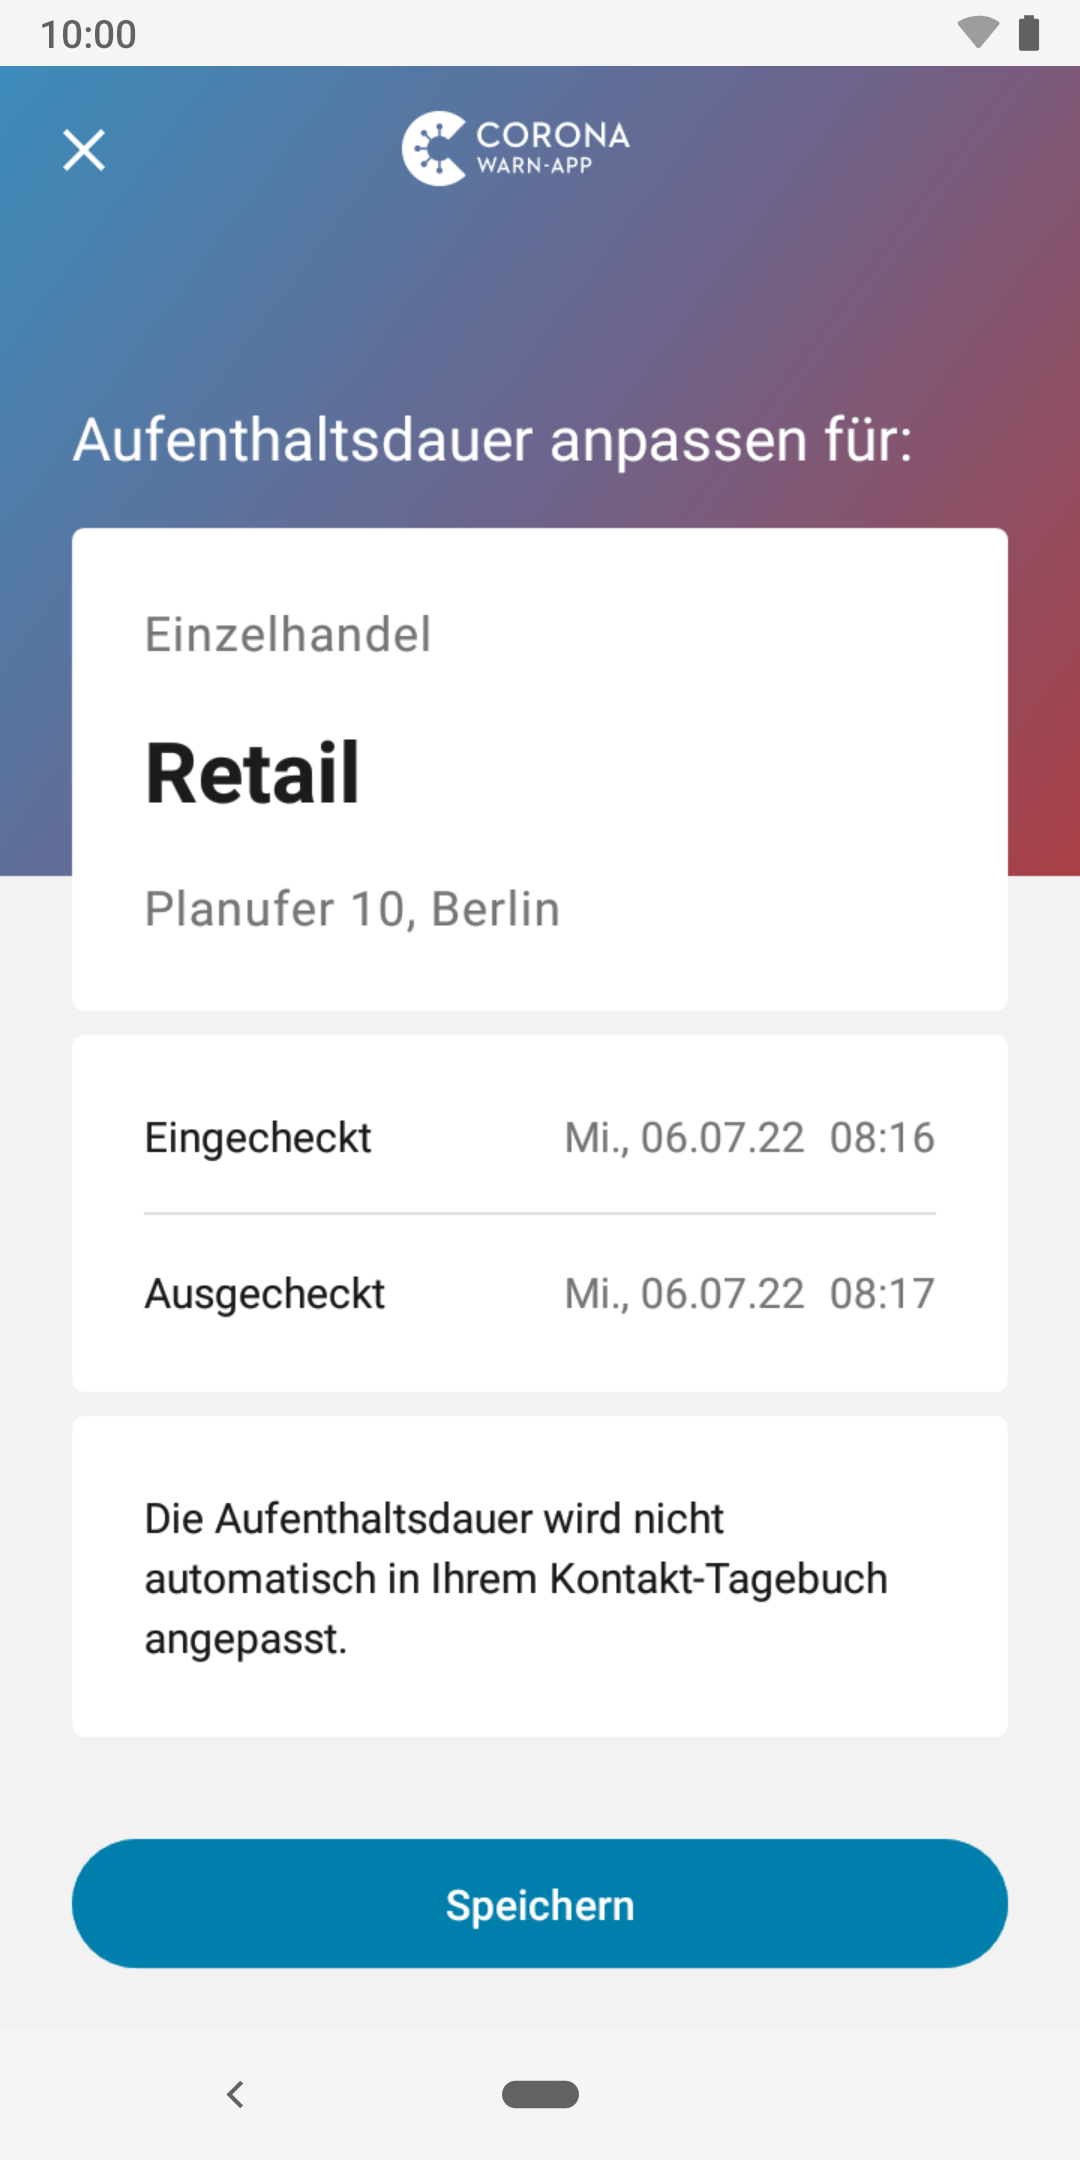 10:00
CORONA
WARN-APP
Aufenthaltsdauer anpassen für:
Einzelhandel
Retail
Planufer 10, Berlin
Eingecheckt Mi., 06.07.22 08:16
Ausgecheckt Mi., 06.07.22 08:17
Die Aufenthaltsdauer wird nicht
automatisch in Ihrem Kontakt-Tagebuch
angepasst.
Speichern